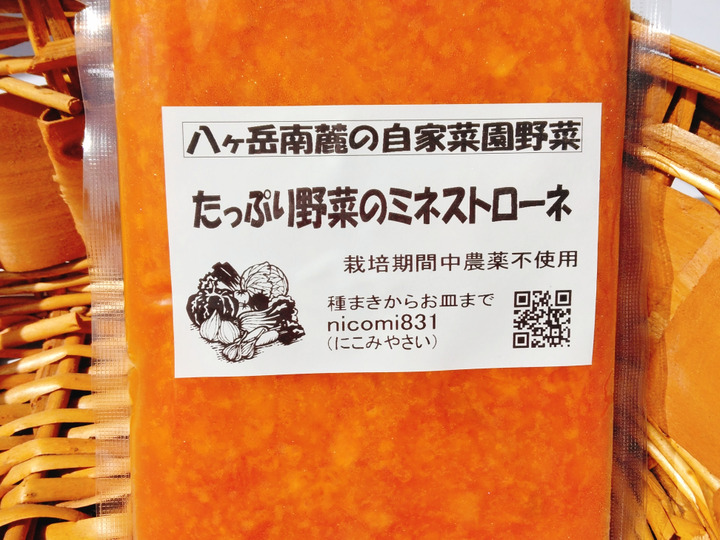 八ヶ岳南麓の自家菜園野菜
たっぷり野菜のミネストローネ
栽培期間中農薬不使用
種まきからお皿まで
nicomi831
(にこみやさい)